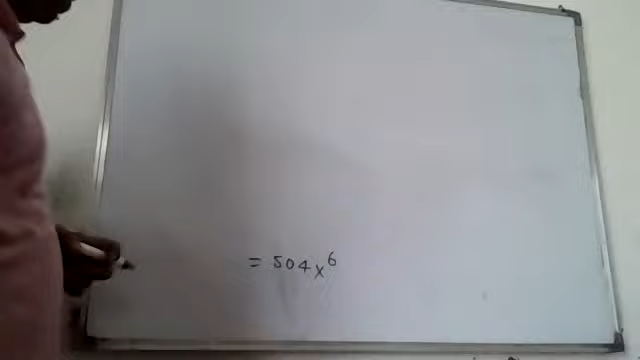 = 504x⁶